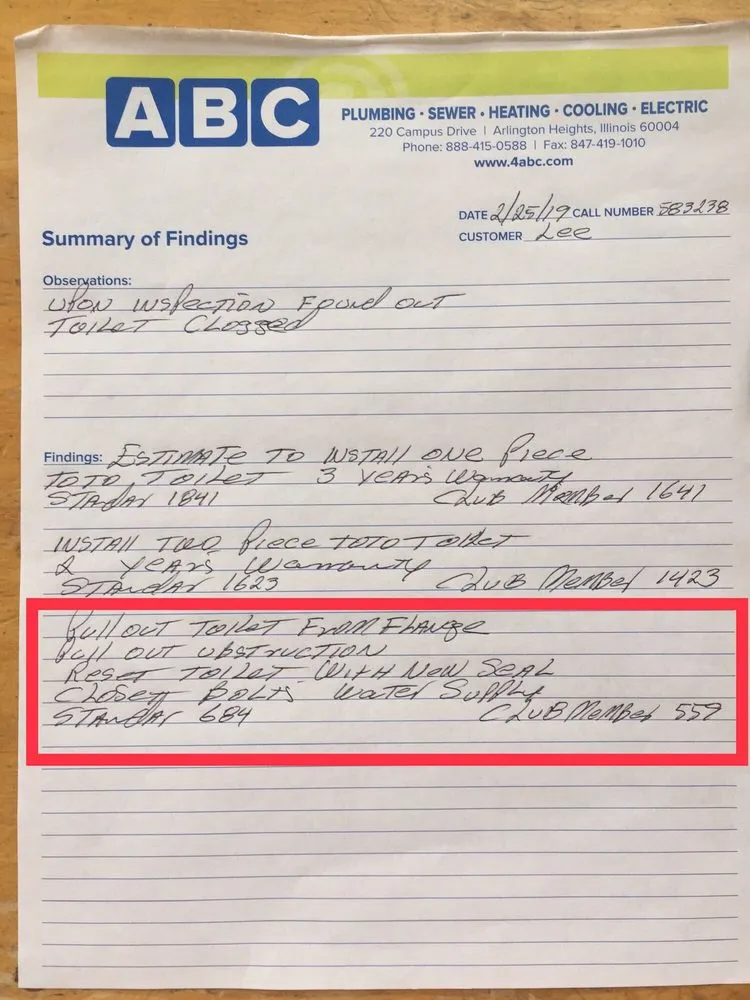 ABC
PLUMBING · SEWER · HEATING · COOLING · ELECTRIC
220 Campus Drive | Arlington Heights, Illinois 60004
Phone: 888-415-0588 | Fax: 847-419-1010
www.4abc.com
DATE 2/25/19 CALL NUMBER 583238
CUSTOMER Lee
Summary of Findings
Observations:
UPON INSPECTION FOUND OUT
TOILET CLOGGED
Findings: ESTIMATE TO INSTALL ONE PIECE
TOTO TOILET 3 YEARS WARRANTY
STANDAR 1841 CLUB MEMBER 1641
INSTALL TWO PIECE TOTO TOILET
2 YEARS WARRANTY
STANDAR 1623 CLUB MEMBER 1423
PULL OUT TOILET FROM FLANGE
PULL OUT UBSTRUCTION
RESET TOILET WITH NEW SEAL
CLOSETT BOLTS WATER SUPPLY
STANDAR 684 CLUB MEMBER 559